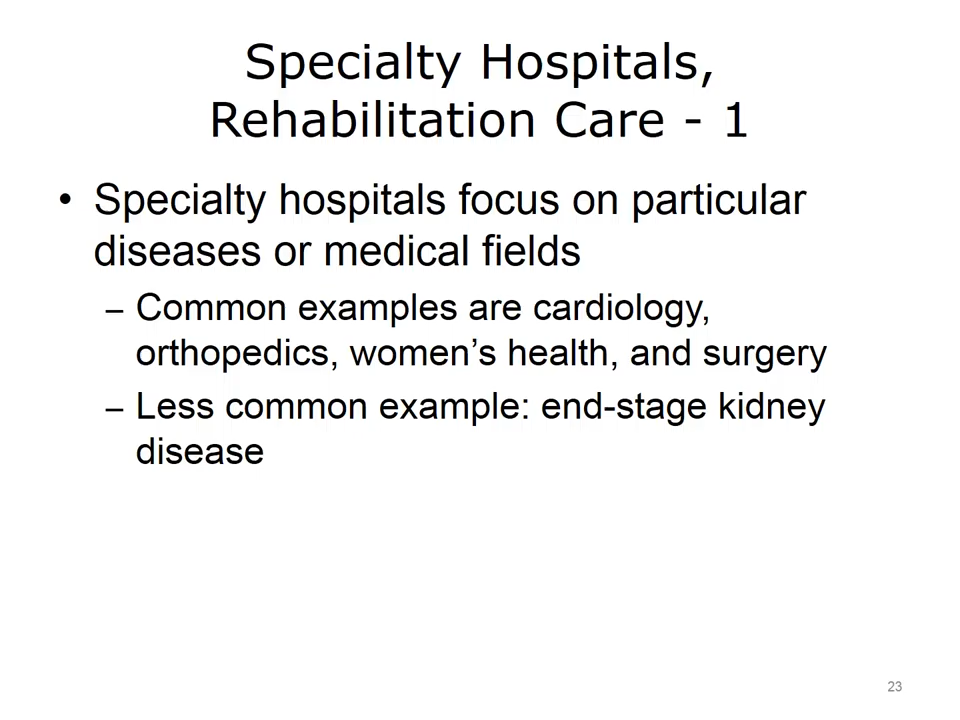 Specialty Hospitals,
Rehabilitation Care - 1
• Specialty hospitals focus on particular
diseases or medical fields
– Common examples are cardiology,
orthopedics, women’s health, and surgery
– Less common example: end-stage kidney
disease
23